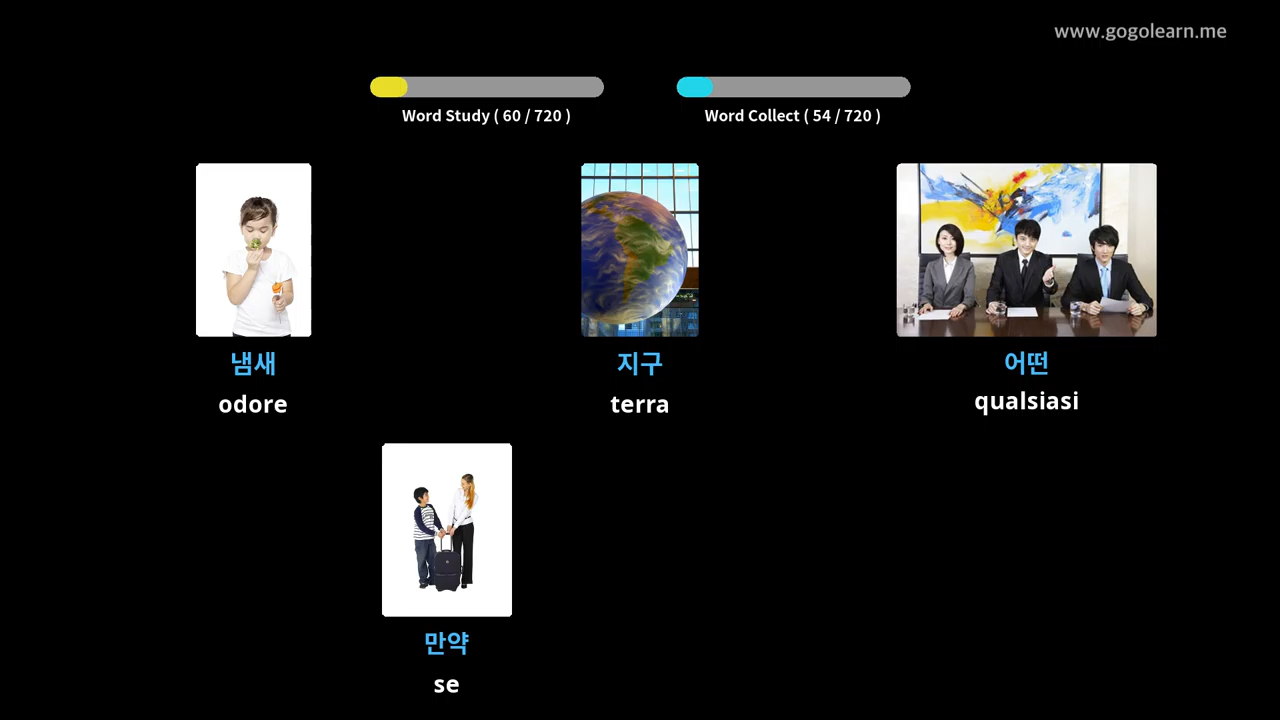 www.gogolearn.me
Word Study ( 60 / 720 )
Word Collect ( 54 / 720 )
냄새
odore
지구
terra
어떤
qualsiasi
만약
se